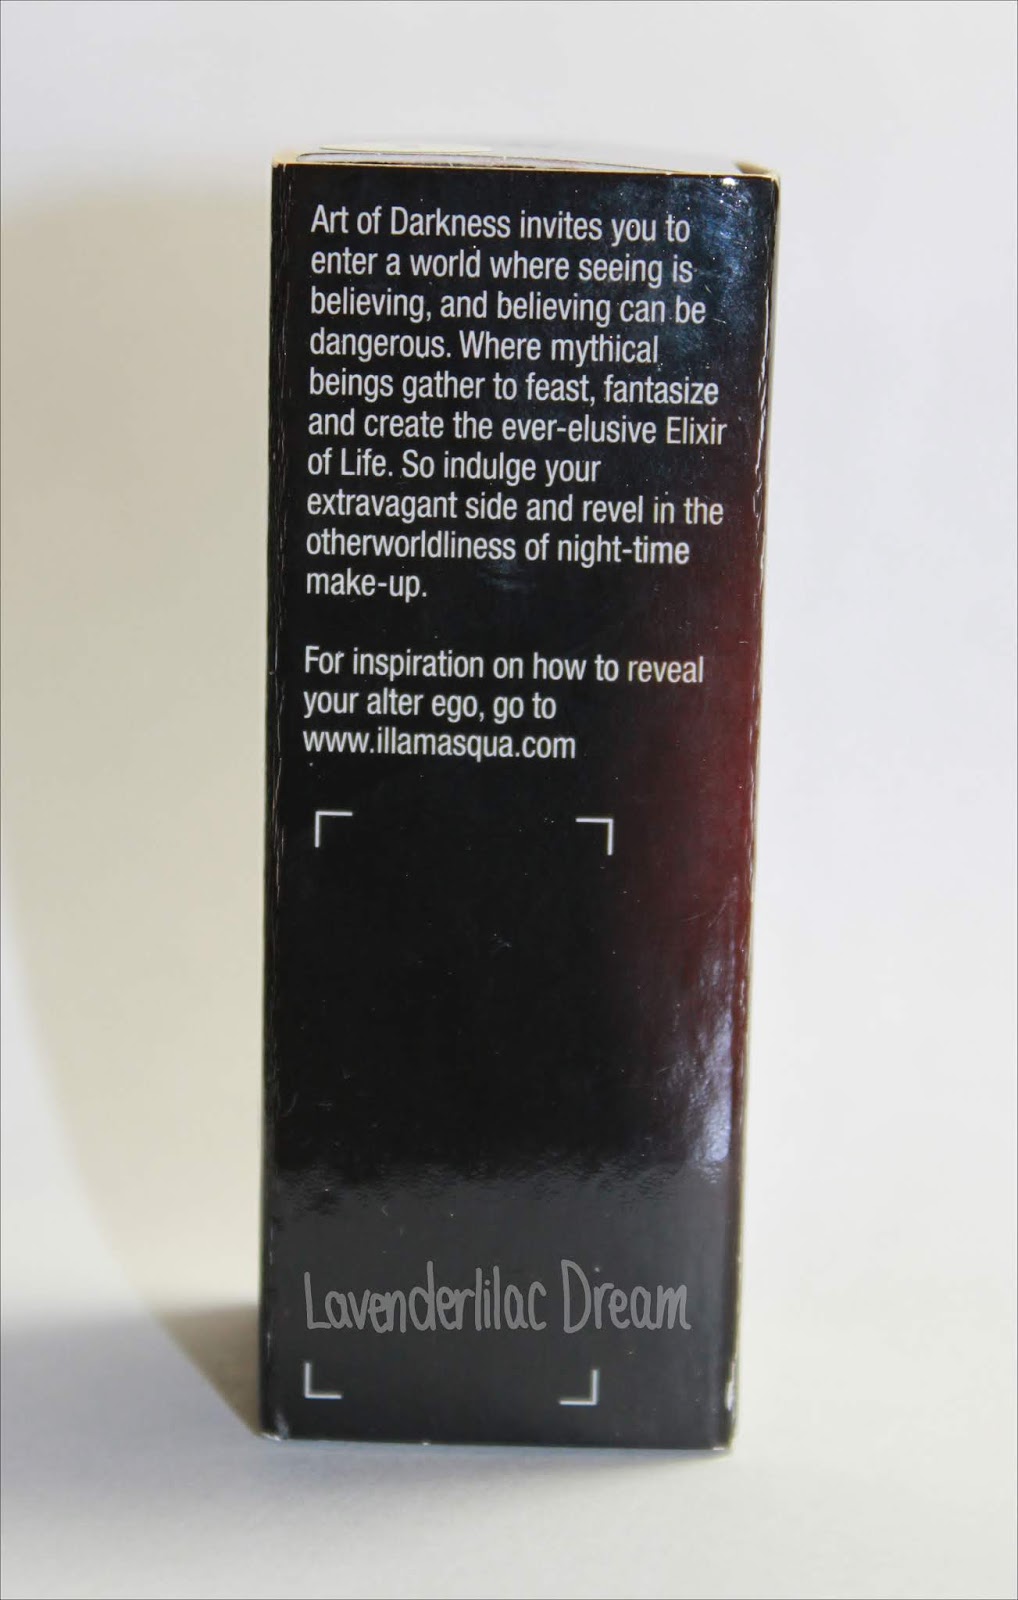 Art of Darkness invites you to
enter a world where seeing is
believing, and believing can be
dangerous. Where mythical
beings gather to feast, fantasize
and create the ever-elusive Elixir
of Life. So indulge your
extravagant side and revel in the
otherworldliness of night-time
make-up.
For inspiration on how to reveal
your alter ego, go to
www.illamasqua.com
Lavenderlilac Dream